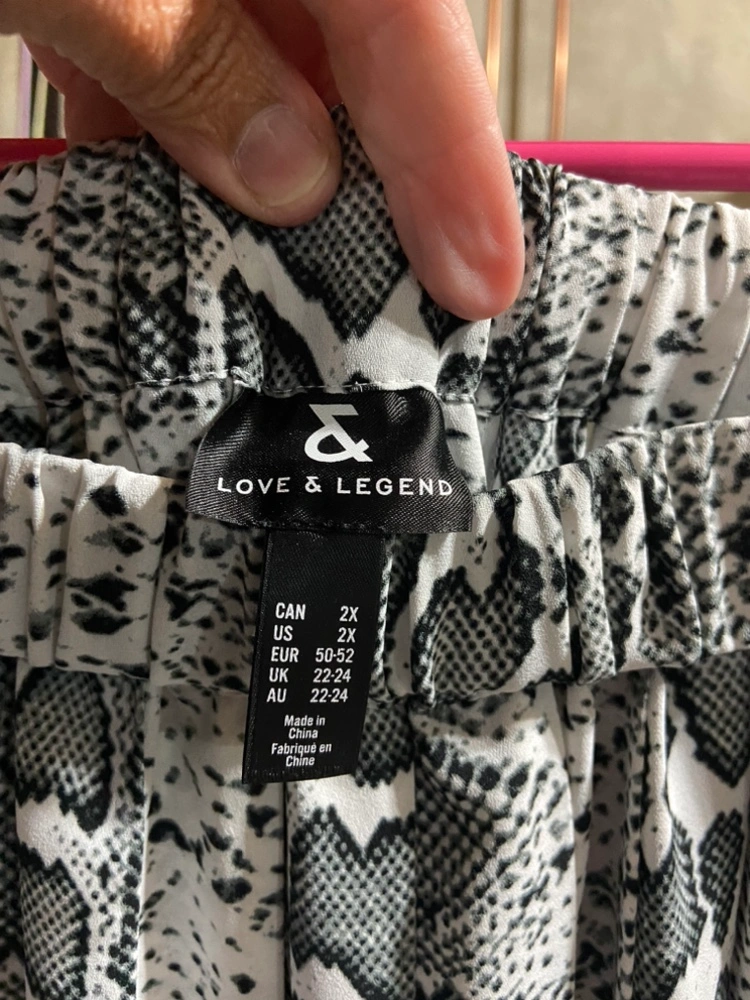 &
LOVE & LEGEND
CAN 2X
US 2X
EUR 50-52
UK 22-24
AU 22-24
Made in
China
Fabriqué en
Chine